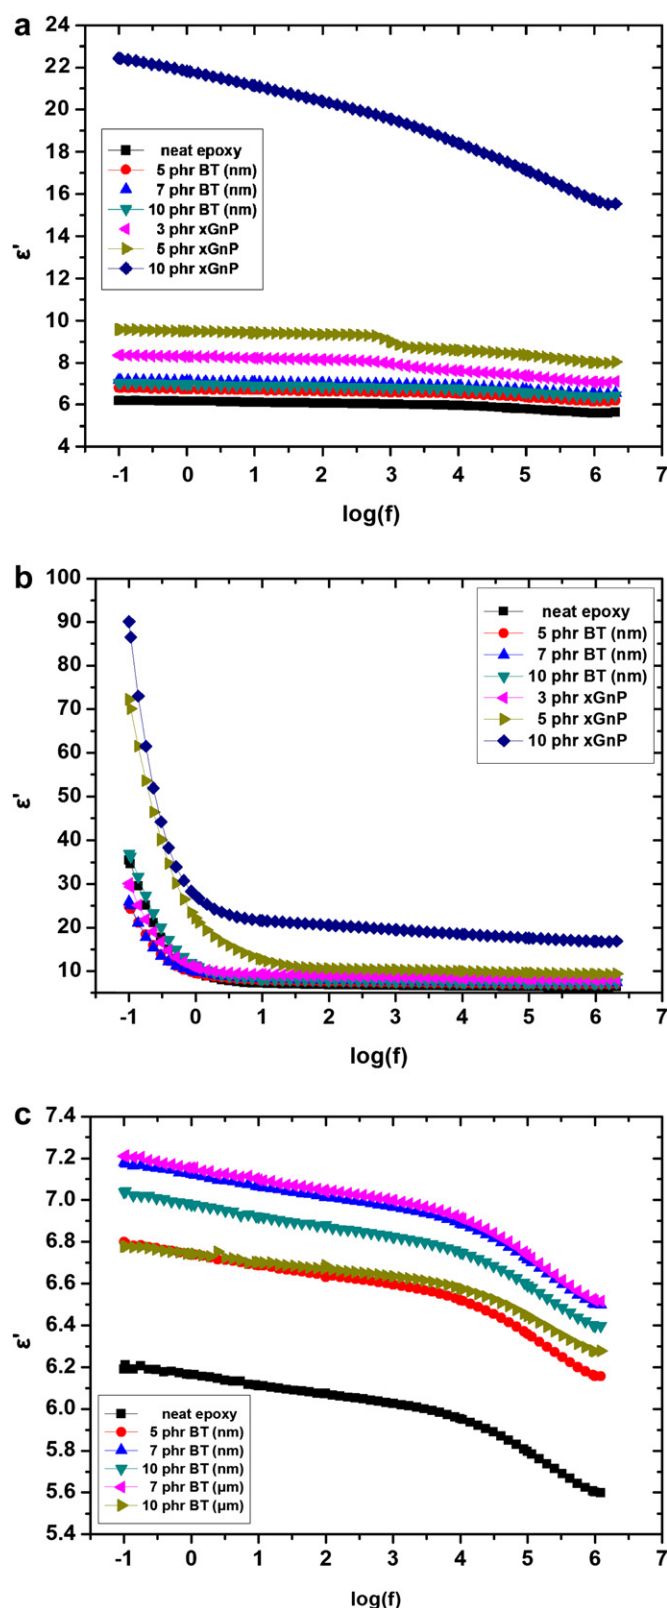 a
24
22
20
18
16
14
12
10
8
6
4
ε'
neat epoxy
5 phr BT (nm)
7 phr BT (nm)
10 phr BT (nm)
3 phr xGnP
5 phr xGnP
10 phr xGnP
-1 0 1 2 3 4 5 6 7
log(f)
b
100
90
80
70
60
50
40
30
20
10
ε'
neat epoxy
5 phr BT (nm)
7 phr BT (nm)
10 phr BT (nm)
3 phr xGnP
5 phr xGnP
10 phr xGnP
-1 0 1 2 3 4 5 6 7
log(f)
c
7.4
7.2
7.0
6.8
6.6
6.4
6.2
6.0
5.8
5.6
5.4
ε'
neat epoxy
5 phr BT (nm)
7 phr BT (nm)
10 phr BT (nm)
7 phr BT (μm)
10 phr BT (μm)
-1 0 1 2 3 4 5 6 7
log(f)